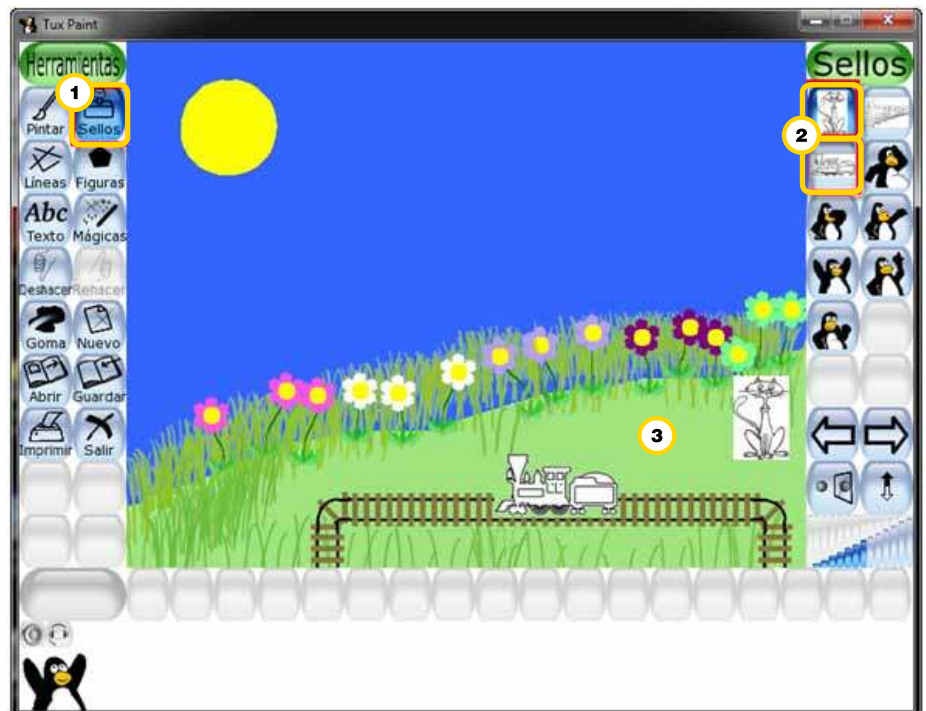 Tux Paint
Herramientas
Sellos
1
2
Pintar
Sellos
Líneas
Figuras
Abc
Texto
Mágicas
Deshacer
Rehacer
Goma
Nuevo
Abrir
Guardar
Imprimir
Salir
3